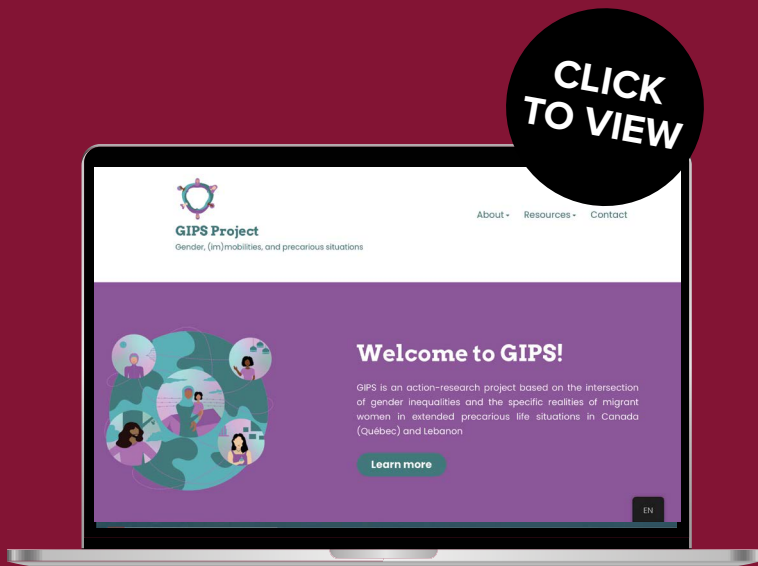 CLICK
TO VIEW
GIPS Project
Gender, (im)mobilities, and precarious situations
About
Resources
Contact
Welcome to GIPS!
GIPS is an action-research project based on the intersection
of gender inequalities and the specific realities of migrant
women in extended precarious life situations in Canada
(Québec) and Lebanon
Learn more
EN